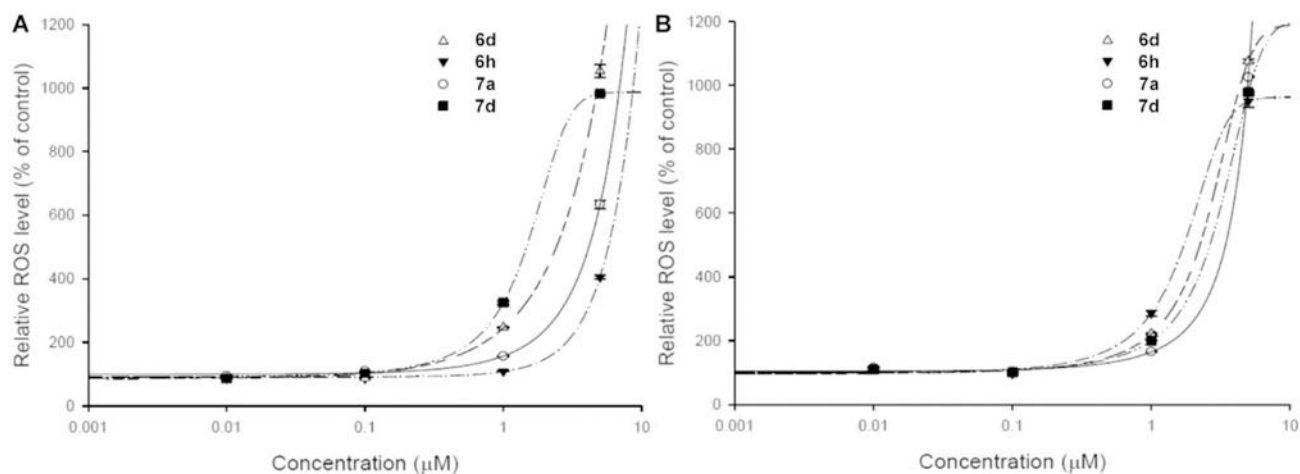 A
Relative ROS level (% of control)
1200
1000
800
600
400
200
0
6d
6h
7a
7d
0.001 0.01 0.1 1 10
Concentration (μM)
B
Relative ROS level (% of control)
1200
1000
800
600
400
200
0
6d
6h
7a
7d
0.001 0.01 0.1 1 10
Concentration (μM)